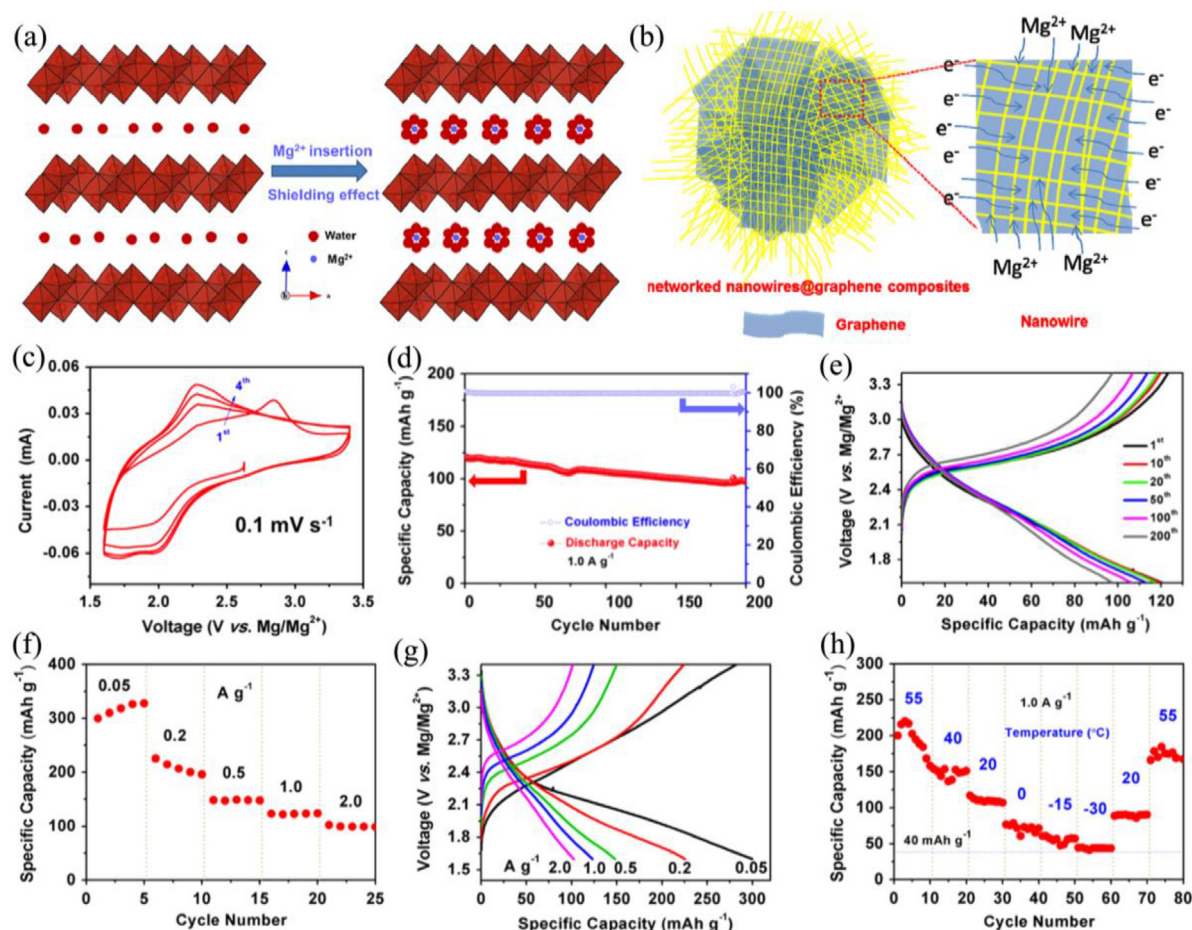 (a)
Mg²⁺ insertion
Shielding effect
Water
Mg²⁺
c
b
a
(b)
Mg²⁺ Mg²⁺
e⁻ e⁻
e⁻ e⁻
e⁻ e⁻
e⁻ e⁻
e⁻ e⁻
Mg²⁺ Mg²⁺
networked nanowires@graphene composites
Graphene Nanowire
(c)
0.06
0.03
0.00
-0.03
-0.06
Current (mA)
4ᵗʰ
1ˢᵗ
0.1 mV s⁻¹
1.5 2.0 2.5 3.0 3.5
Voltage (V vs. Mg/Mg²⁺)
(d)
200
175
150
125
100
75
50
25
0
Specific Capacity (mAh g⁻¹)
Coulombic Efficiency
Discharge Capacity
1.0 A g⁻¹
100
80
60
40
20
0
Coulombic Efficiency (%)
0 50 100 150 200
Cycle Number
(e)
3.3
3.0
2.7
2.4
2.1
1.8
Voltage (V vs. Mg/Mg²⁺)
1ˢᵗ
10ᵗʰ
20ᵗʰ
50ᵗʰ
100ᵗʰ
200ᵗʰ
0 20 40 60 80 100 120
Specific Capacity (mAh g⁻¹)
(f)
400
300
200
100
0
Specific Capacity (mAh g⁻¹)
0.05 A g⁻¹
0.2
0.5
1.0
2.0
0 5 10 15 20 25
Cycle Number
(g)
3.3
3.0
2.7
2.4
2.1
1.8
1.5
Voltage (V vs. Mg/Mg²⁺)
A g⁻¹ 2.0 1.0 0.5 0.2 0.05
0 40 80 120 160 200 240 280 320
Specific Capacity (mAh g⁻¹)
(h)
300
250
200
150
100
50
0
Specific Capacity (mAh g⁻¹)
1.0 A g⁻¹
Temperature (°C)
55 40 20 0 -15 -30 20 55
40 mAh g⁻¹
0 10 20 30 40 50 60 70 80
Cycle Number